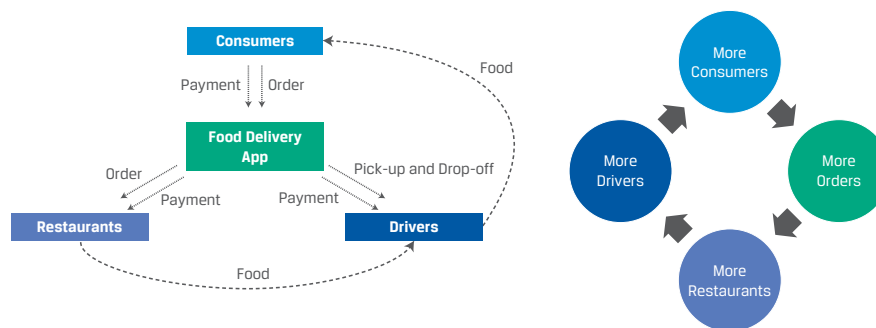 Consumers
Food
Payment
Order
Food Delivery
App
Order
Payment
Payment
Pick-up and Drop-off
Restaurants
Drivers
Food
More
Consumers
More
Drivers
More
Orders
More
Restaurants